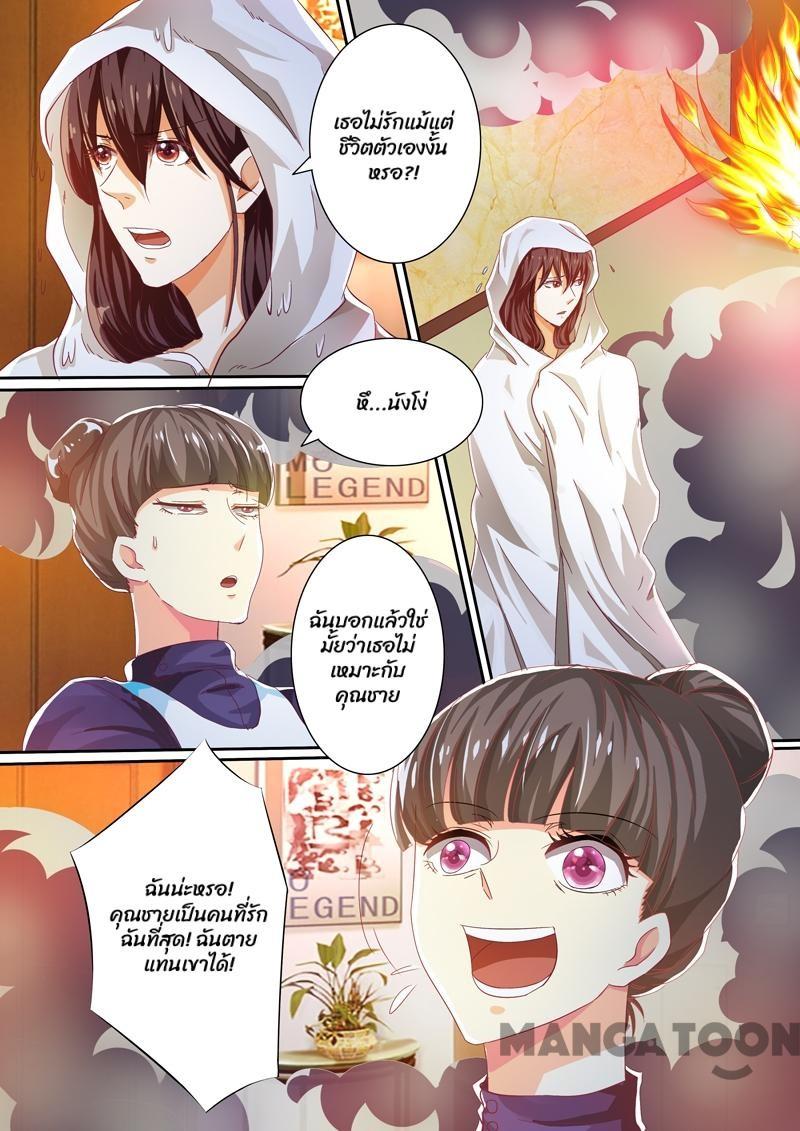 เธอไม่รักแม้แต่
ชีวิตตัวเองงั้น
หรอ?!
หึ...นังโง่
MO
LEGEND
ฉันบอกแล้วใช่
มั้ยว่าเธอไม่
เหมาะกับ
คุณชาย
ฉันน่ะหรอ!
คุณชายเป็นคนที่รัก
ฉันที่สุด! ฉันตาย
แทนเขาได้!
EGEND
MANGATOON